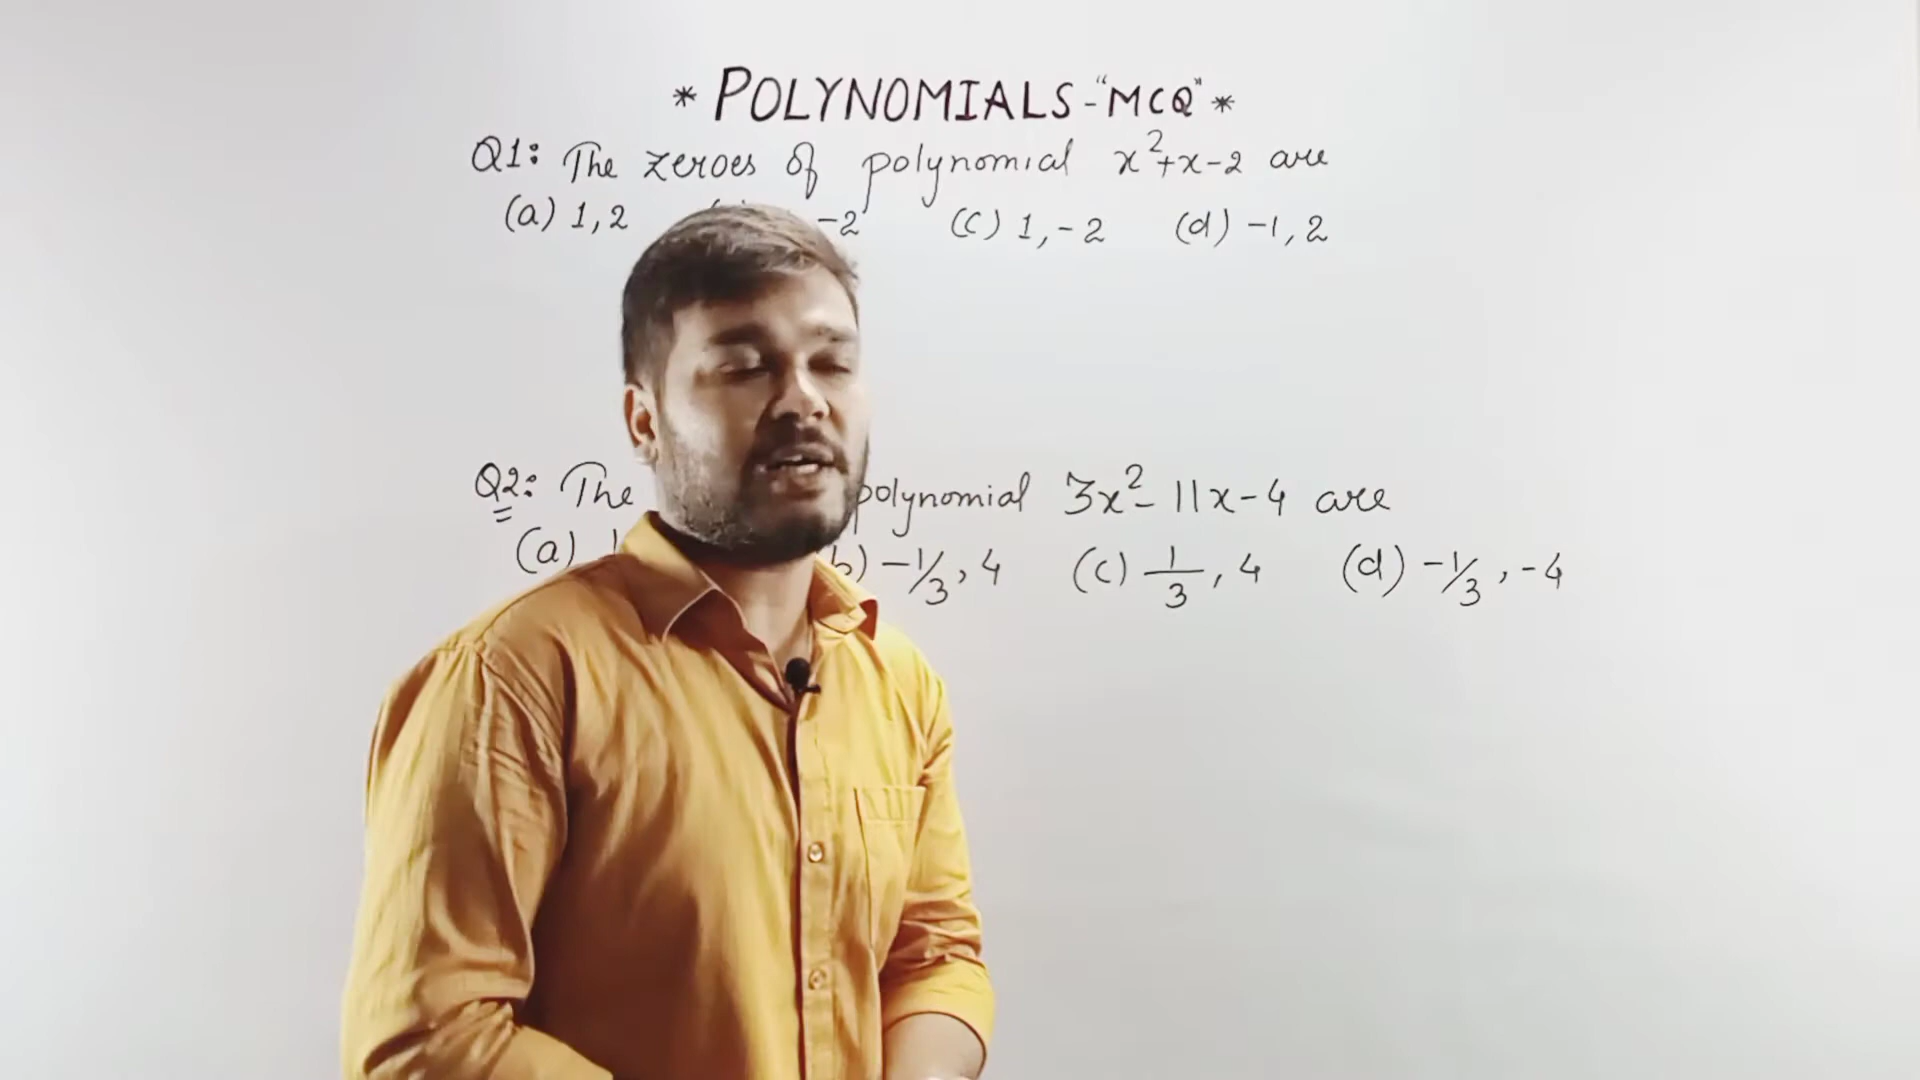 * POLYNOMIALS - "MCQ" *
Q1: The zeroes of polynomial x²+x-2 are
(a) 1, 2 -2 (c) 1, -2 (d) -1, 2
Q2: The polynomial 3x²- 11x-4 are
(a) b) -1/3, 4 (c) 1/3, 4 (d) -1/3, -4